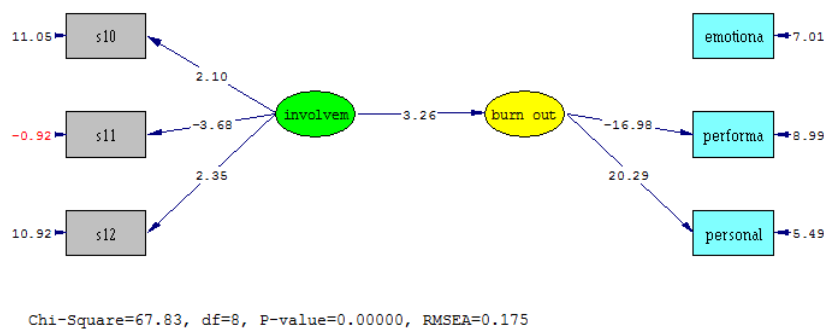 11.05 s10 emotiona 7.01
2.10
-0.92 s11 -3.68 involvem 3.26 burn out -16.98 performa 8.99
2.35 20.29
10.92 s12 personal 5.49
Chi-Square=67.83, df=8, P-value=0.00000, RMSEA=0.175